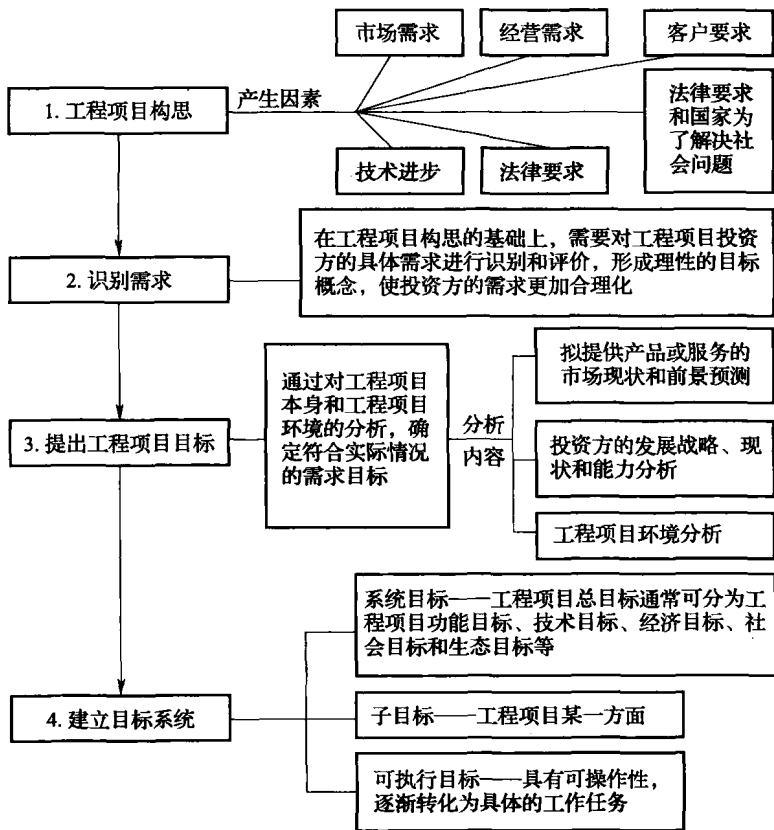 市场需求
经营需求
客户要求
1. 工程项目构思
产生因素
法律要求
和国家为
了解决社
会问题
技术进步
法律要求
在工程项目构思的基础上，需要对工程项目投资
方的具体需求进行识别和评价，形成理性的目标
概念，使投资方的需求更加合理化
2. 识别需求
3. 提出工程项目目标
通过对工程项目
本身和工程项目
环境的分析，确
定符合实际情况
的需求目标
分析
内容
拟提供产品或服务的
市场现状和前景预测
投资方的发展战略、现
状和能力分析
工程项目环境分析
4. 建立目标系统
系统目标——工程项目总目标通常可分为工
程项目功能目标、技术目标、经济目标、社
会目标和生态目标等
子目标——工程项目某一方面
可执行目标——具有可操作性，
逐渐转化为具体的工作任务